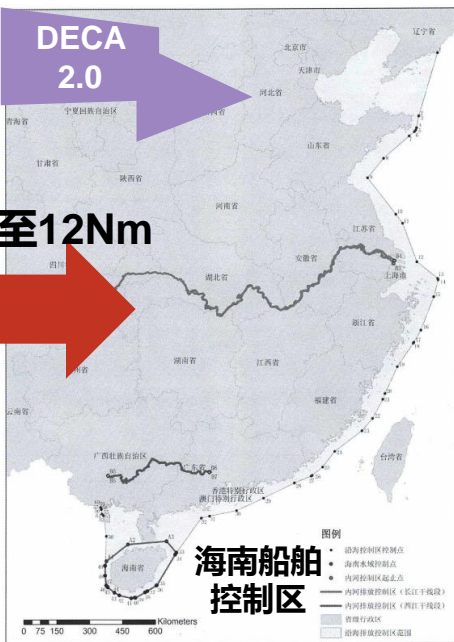 DECA
2.0
辽宁省
北京市
天津市
河北省
宁夏回族自治区
青海省
山东省
甘肃省
陕西省
河南省
江苏省
至12Nm
安徽省
上海市
湖北省
浙江省
湖南省
江西省
福建省
云南省
台湾省
广西壮族自治区
广东省
香港特别行政区
澳门特别行政区
海南省
海南船舶
控制区
图例
沿海控制区控制点
海南水域控制点
内河控制区起止点
内河排放控制区（长江干线段）
内河排放控制区（西江干线段）
省级行政区
沿海排放控制区范围
Kilometers
0 75 150 300 450 600